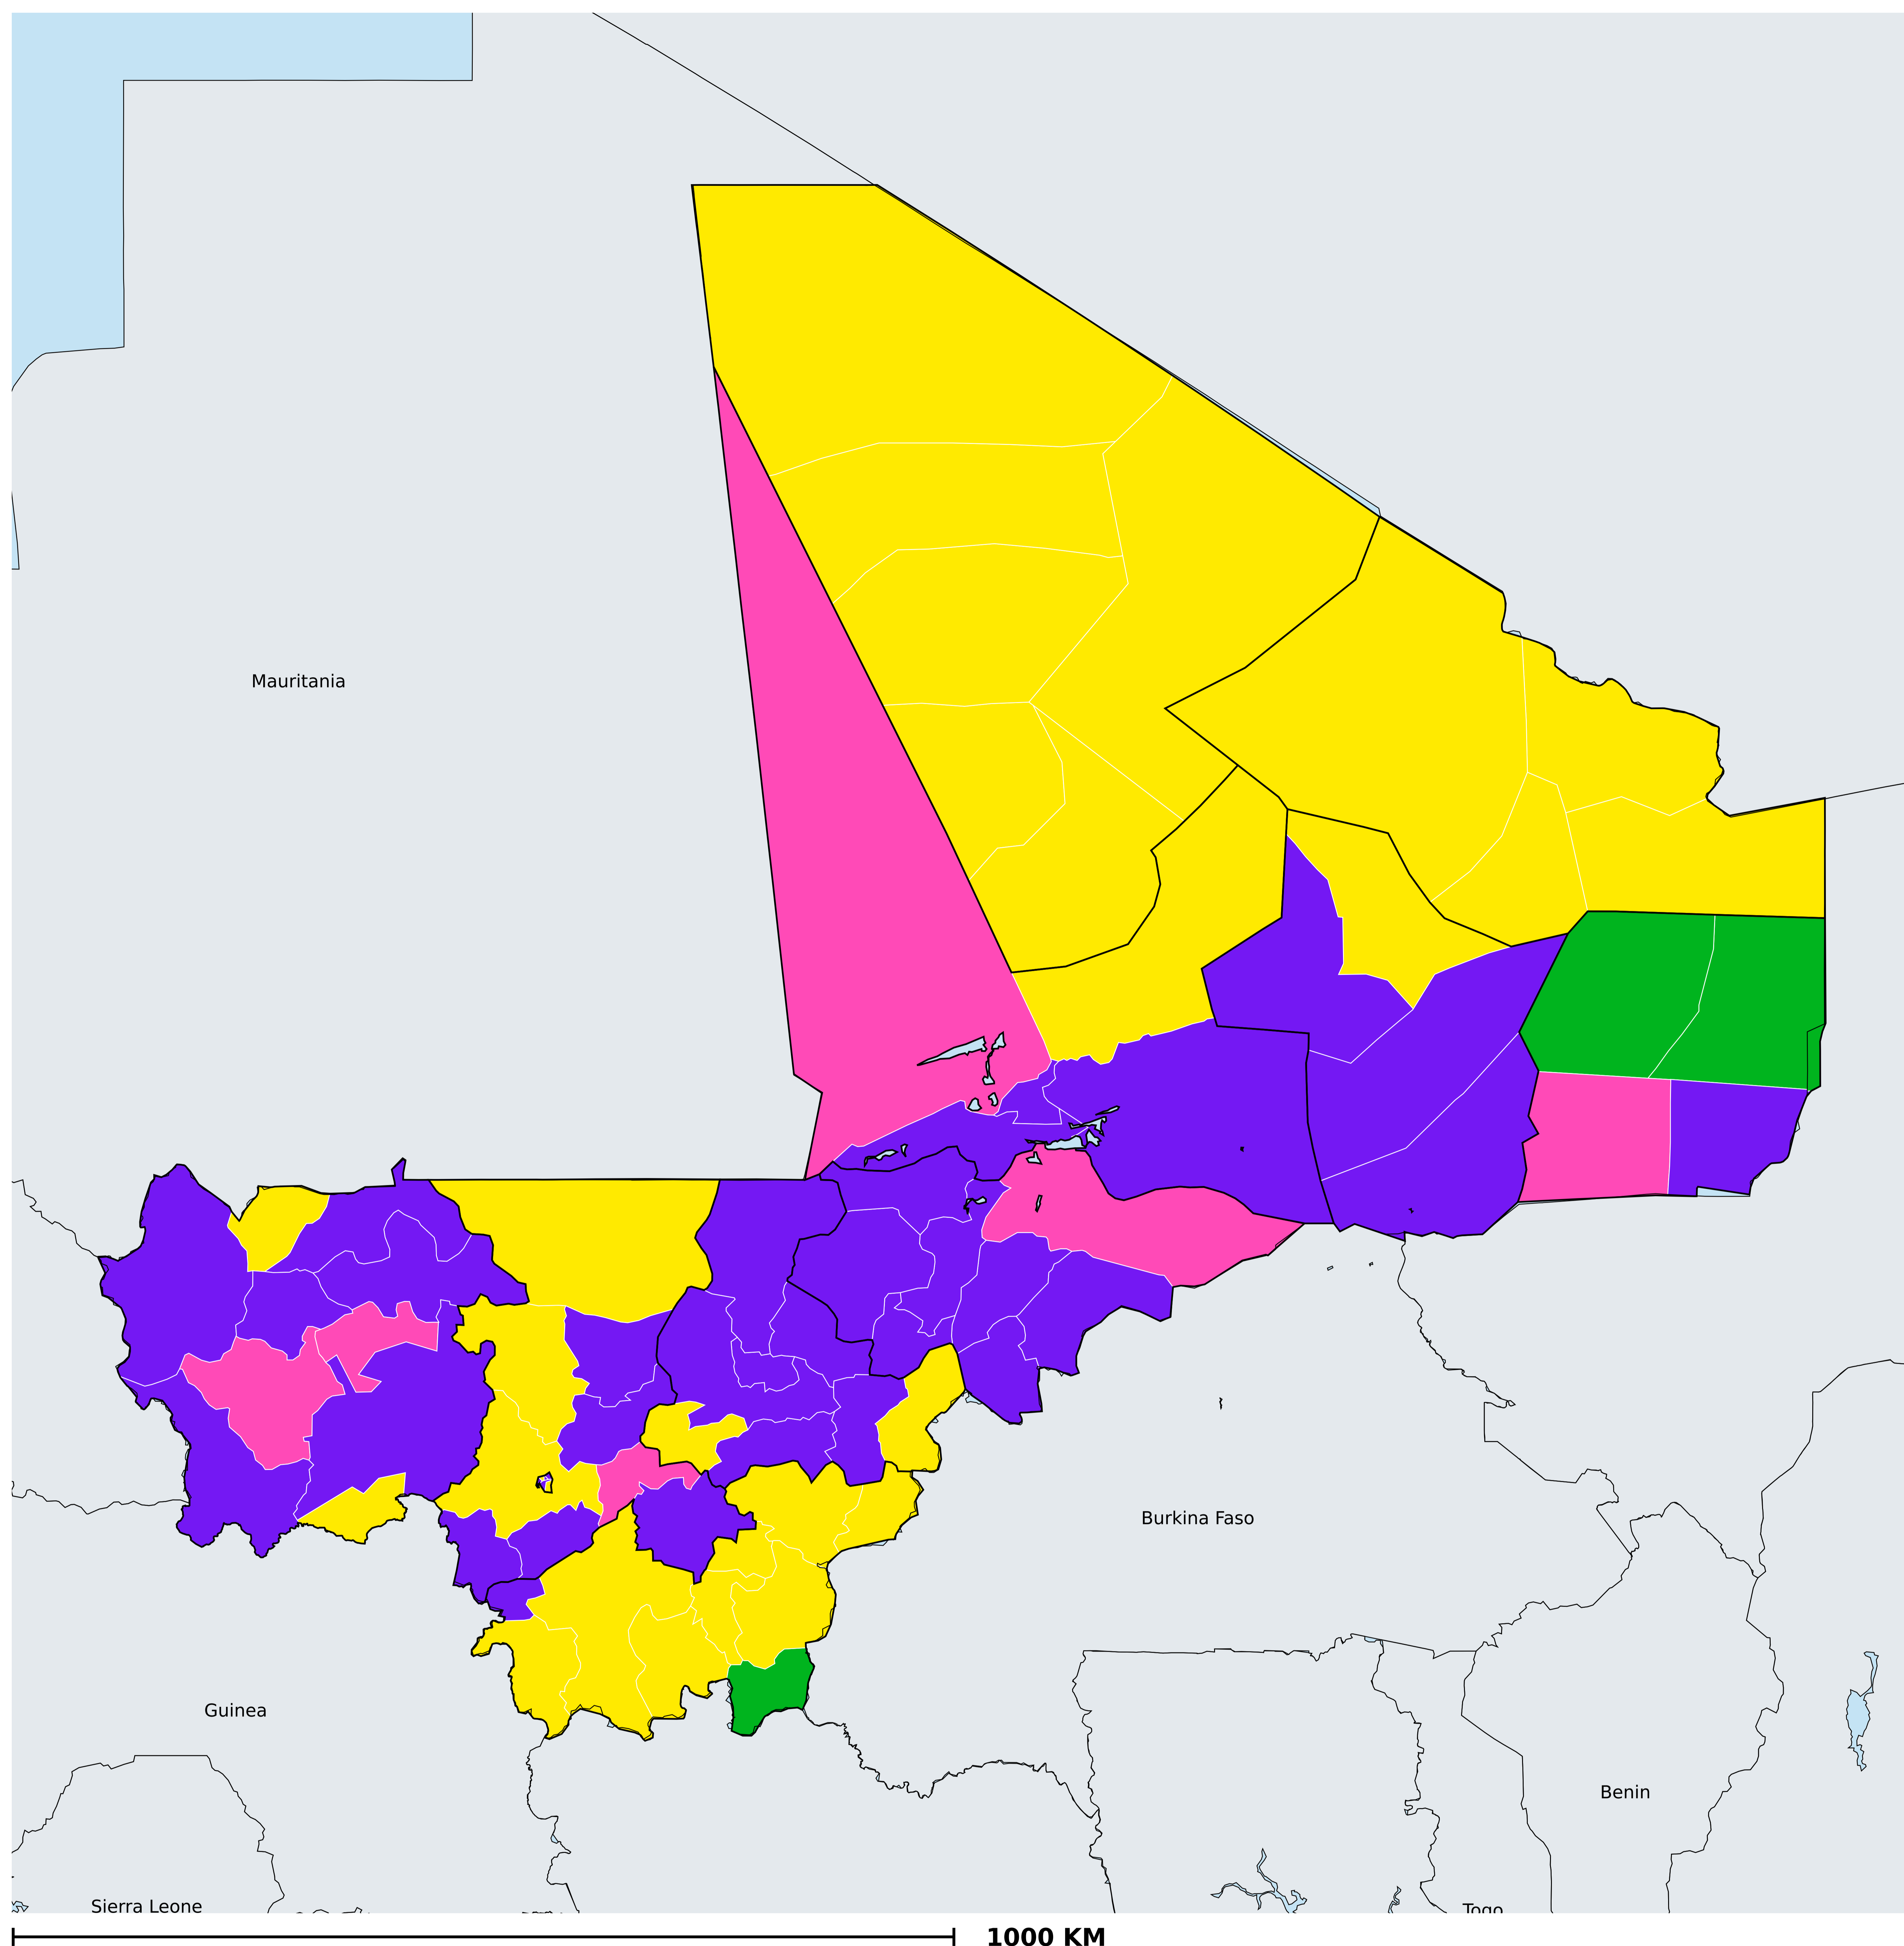 Mauritania
Burkina Faso
Guinea
Benin
Sierra Leone
Togo
1000 KM